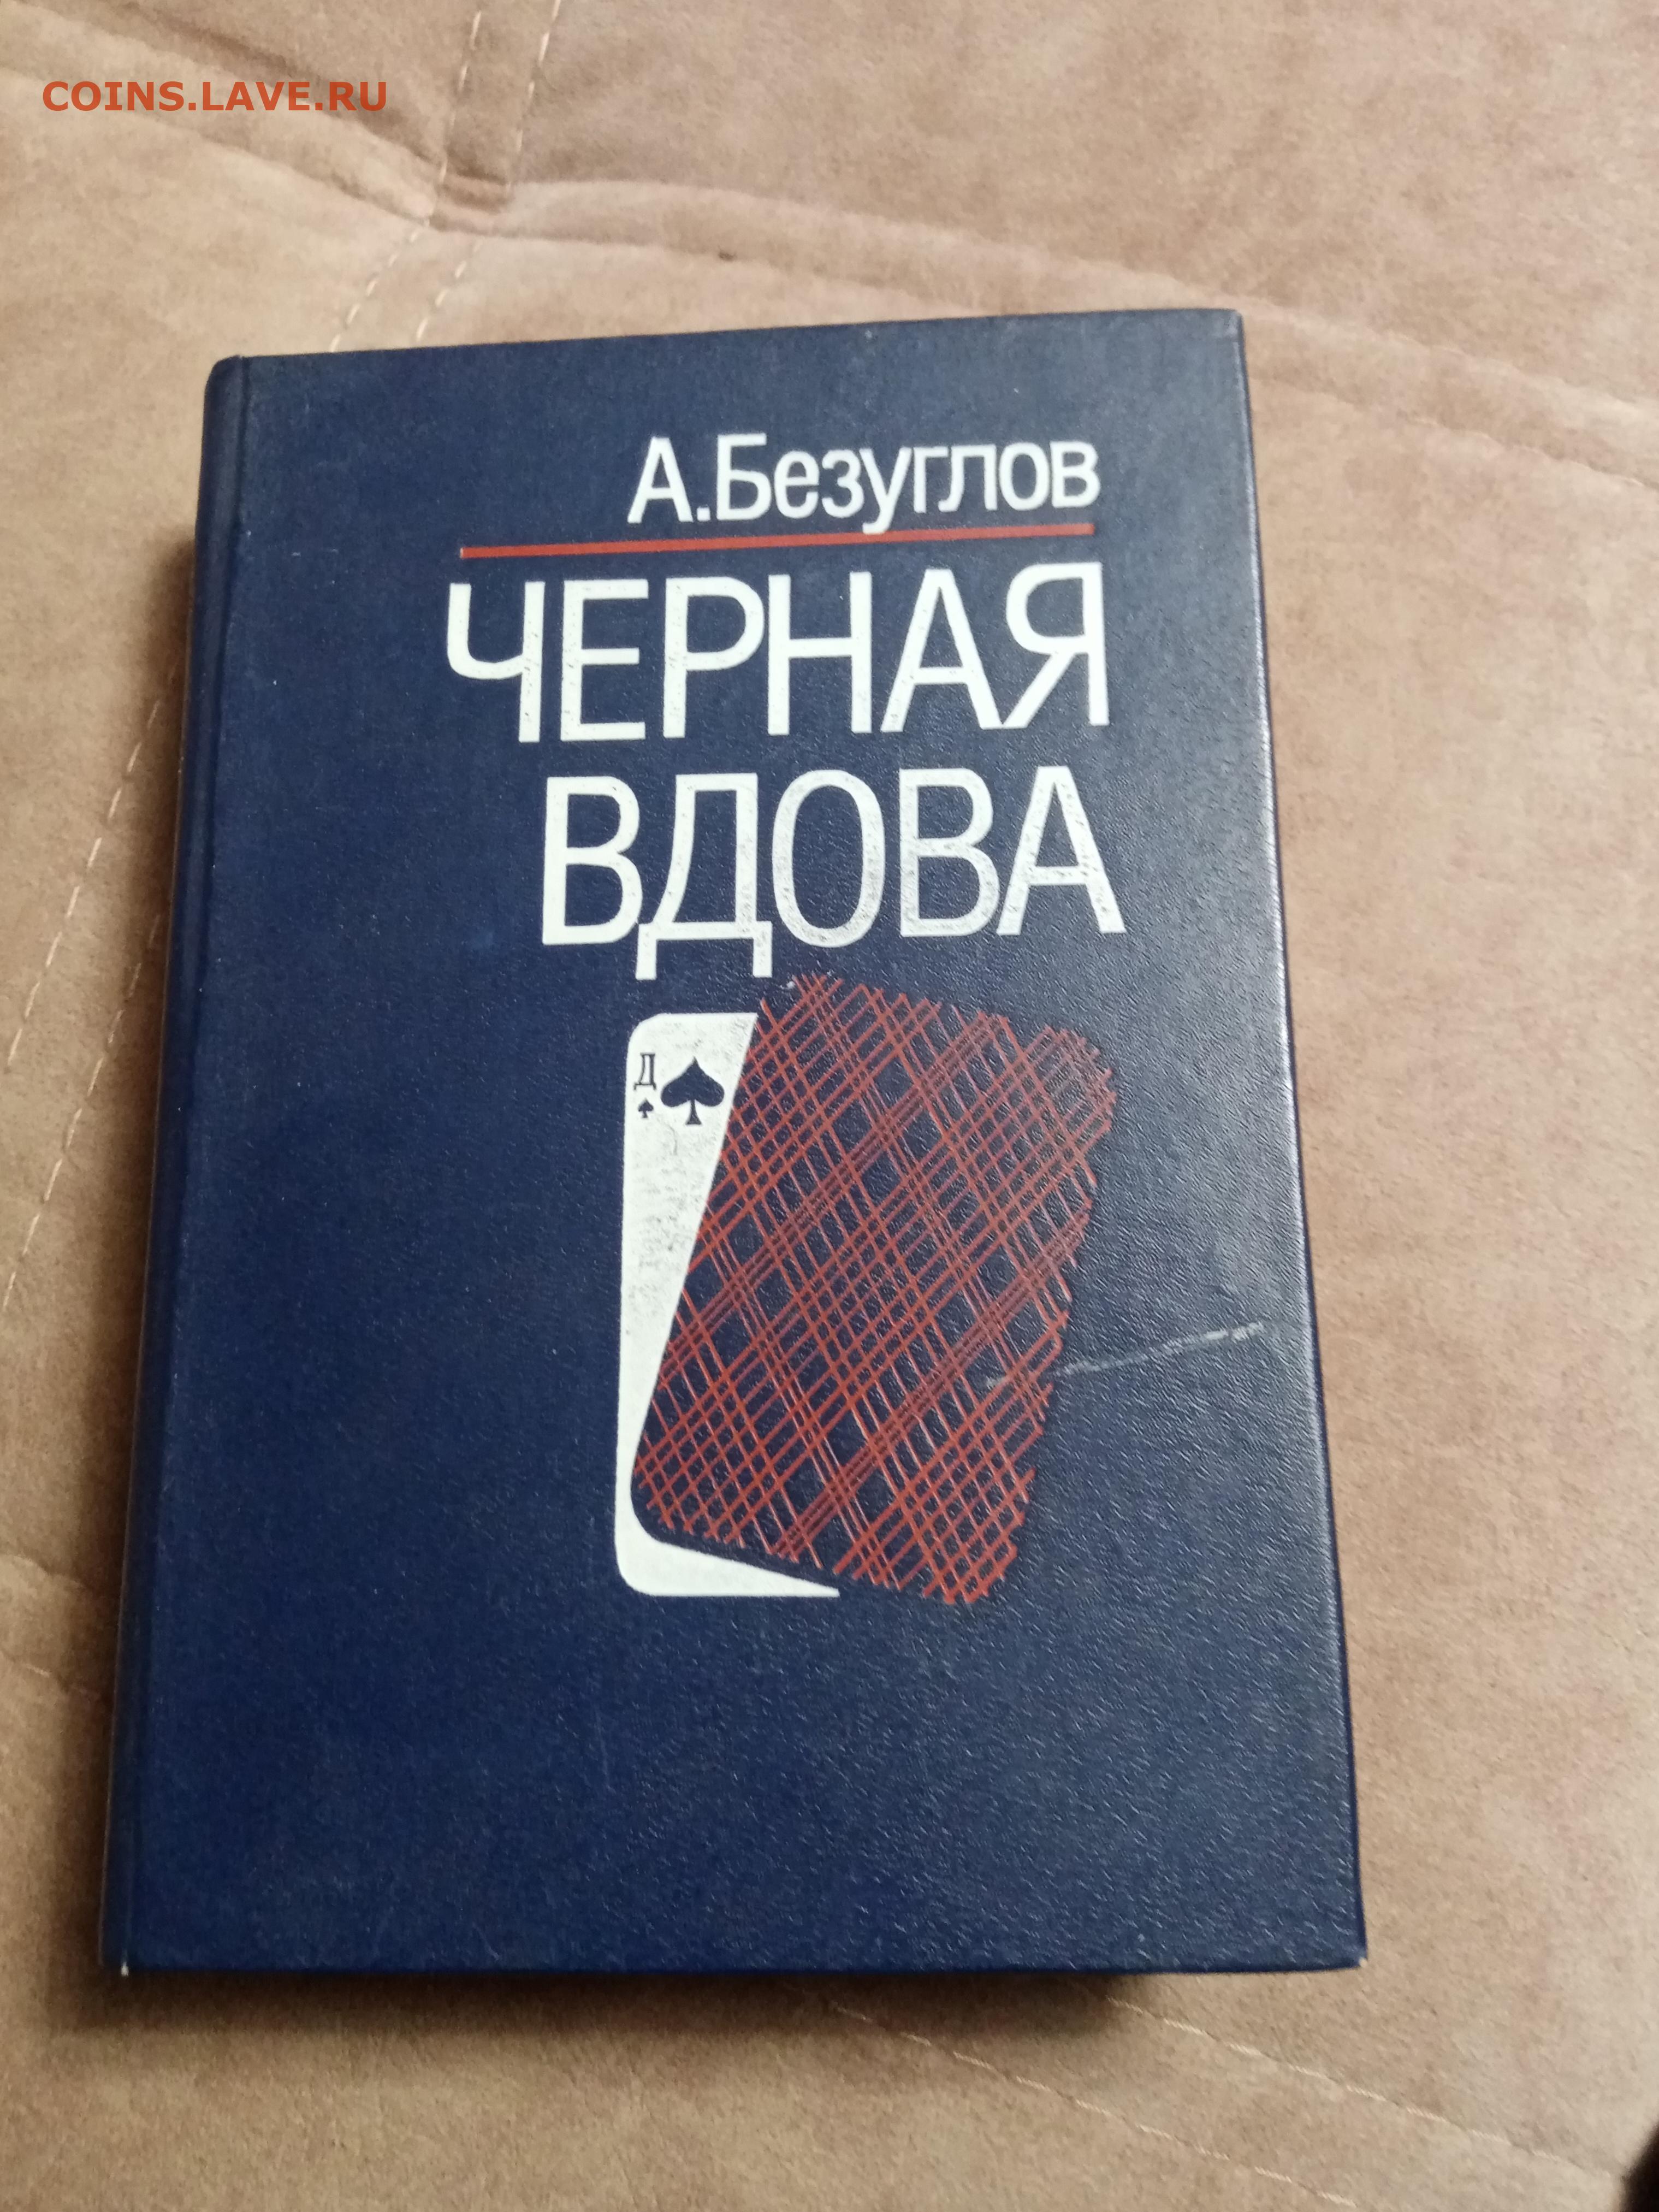 COINS.LAVE.RU
А.Безуглов
ЧЕРНАЯ
ВДОВА
Д